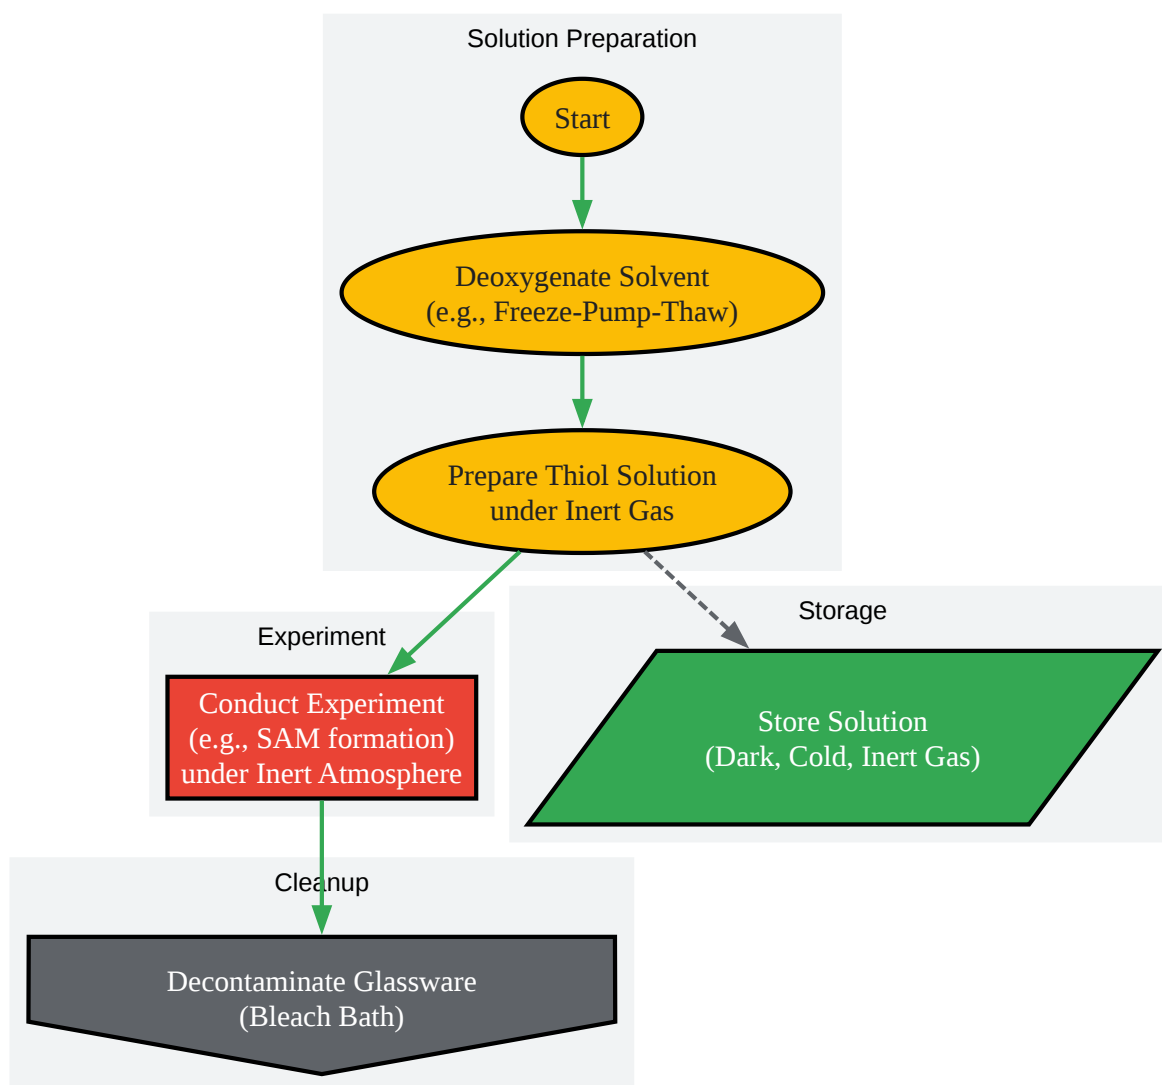 Solution Preparation
Start
Deoxygenate Solvent
(e.g., Freeze-Pump-Thaw)
Prepare Thiol Solution
under Inert Gas
Experiment
Conduct Experiment
(e.g., SAM formation)
under Inert Atmosphere
Storage
Store Solution
(Dark, Cold, Inert Gas)
Cleanup
Decontaminate Glassware
(Bleach Bath)